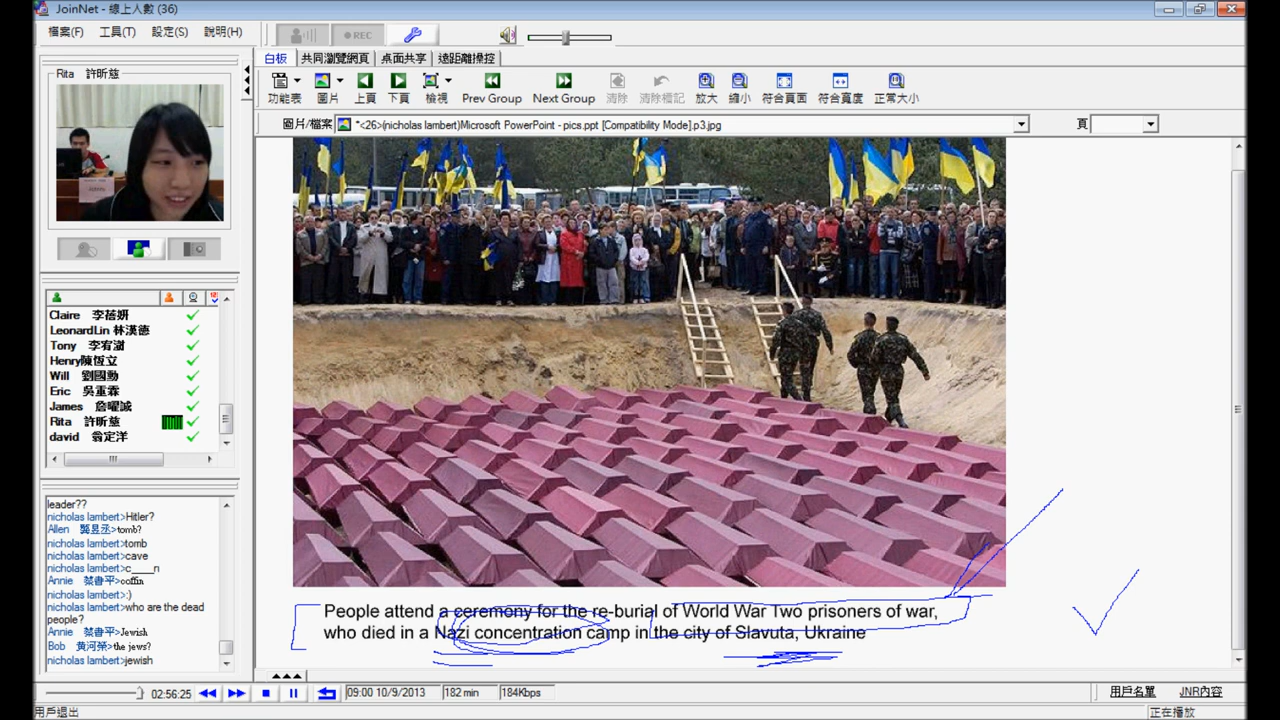 JoinNet - 線上人數 (36)
檔案(F) 工具(T) 設定(S) 說明(H)
REC
Rita 許昕慈
白板 共同瀏覽網頁 桌面共享 遠距離操控
功能表 圖片 上頁 下頁 檢視 Prev Group Next Group 清除 清除標記 放大 縮小 符合頁面 符合寬度 正常大小
圖片/檔案 *<26>(nicholas lambert)Microsoft PowerPoint - pics.ppt [Compatibility Mode].p3.jpg 頁
Claire 李蓓妍
LeonardLin 林漢德
Tony 李宥澍
Henry陳恆立
Will 劉國勳
Eric 吳重霖
James 詹曜誠
Rita 許昕慈
david 翁定洋
leader??
nicholas lambert>Hitler?
Allen 龔昱丞>tomb?
nicholas lambert>tomb
nicholas lambert>cave
nicholas lambert>c____n
Annie 蔡書平>coffin
nicholas lambert>:)
nicholas lambert>who are the dead
people?
Annie 蔡書平>Jewish
Bob 黃河榮>the jews?
nicholas lambert>jewish
People attend a ceremony for the re-burial of World War Two prisoners of war,
who died in a Nazi concentration camp in the city of Slavuta, Ukraine
02:56:25 09:00 10/9/2013 182 min 184Kbps 用戶名單 JNR內容
用戶退出 正在播放